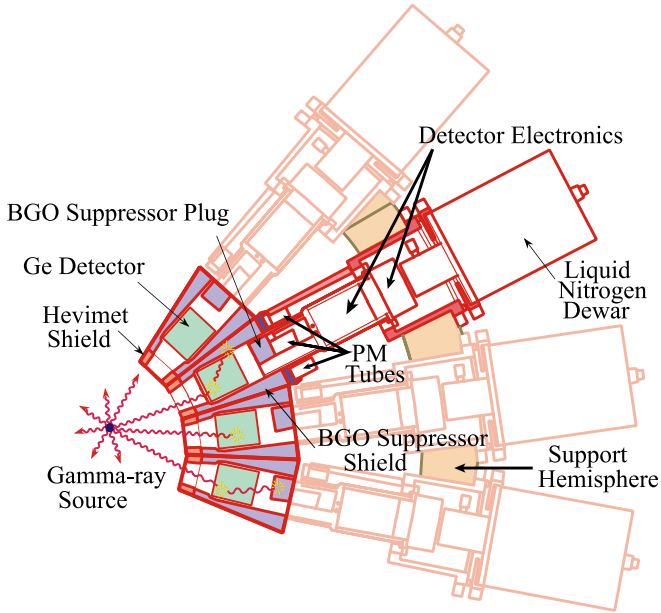 Detector Electronics
BGO Suppressor Plug
Ge Detector
Hevimet
Shield
Liquid
Nitrogen
Dewar
PM
Tubes
BGO Suppressor
Shield
Gamma-ray
Source
Support
Hemisphere